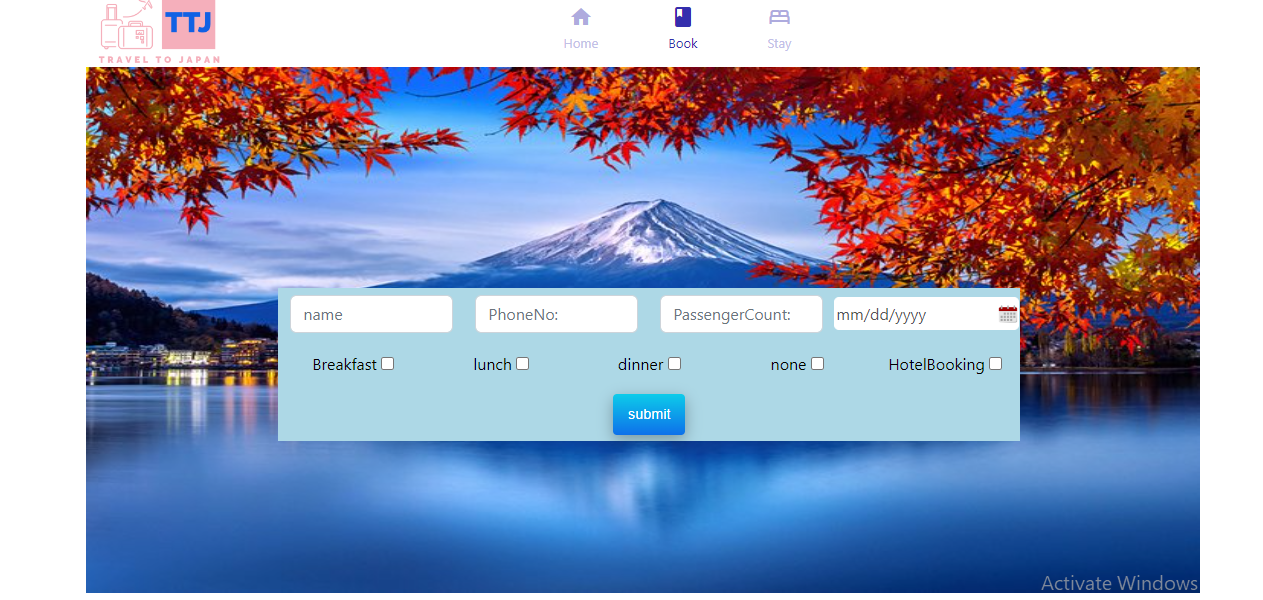 TTJ
TRAVEL TO JAPAN
Home Book Stay
name PhoneNo: PassengerCount: mm/dd/yyyy
Breakfast lunch dinner none HotelBooking
submit
Activate Windows